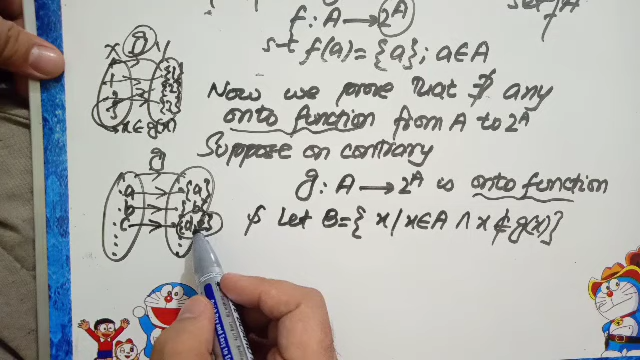 f : A → 2^A
set A
s.t f(a) = {a} ; a ∈ A
x g y
x ∈ g(x)
Now we prove that ∄ any
onto function from A to 2^A
Suppose on contrary
g : A → 2^A is onto function
g
a {a}
b {b}
c
Let B = { x / x ∈ A ∧ x ∉ g(x) }